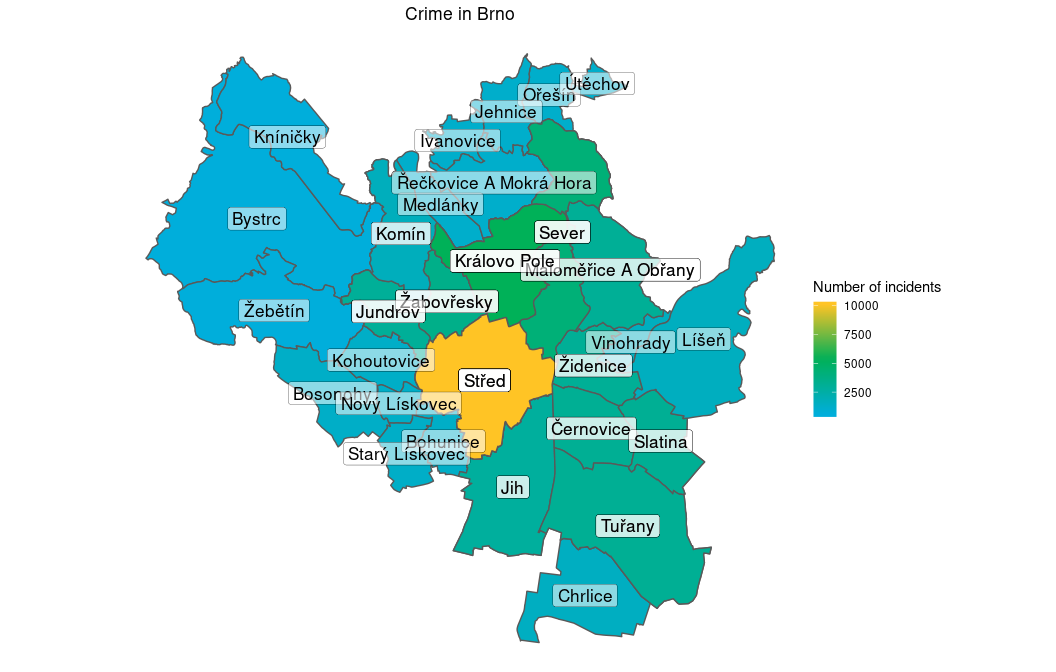 Crime in Brno
Útěchov
Ořešín
Jehnice
Kníničky
Ivanovice
Řečkovice A Mokrá Hora
Medlánky
Bystrc
Komín
Sever
Královo Pole
Maloměřice A Obřany
Žabovřesky
Jundrov
Žebětín
Vinohrady
Líšeň
Kohoutovice
Židenice
Střed
Bosonohy
Nový Lískovec
Černovice
Slatina
Bohunice
Starý Lískovec
Jih
Tuřany
Chrlice
Number of incidents
10000
7500
5000
2500